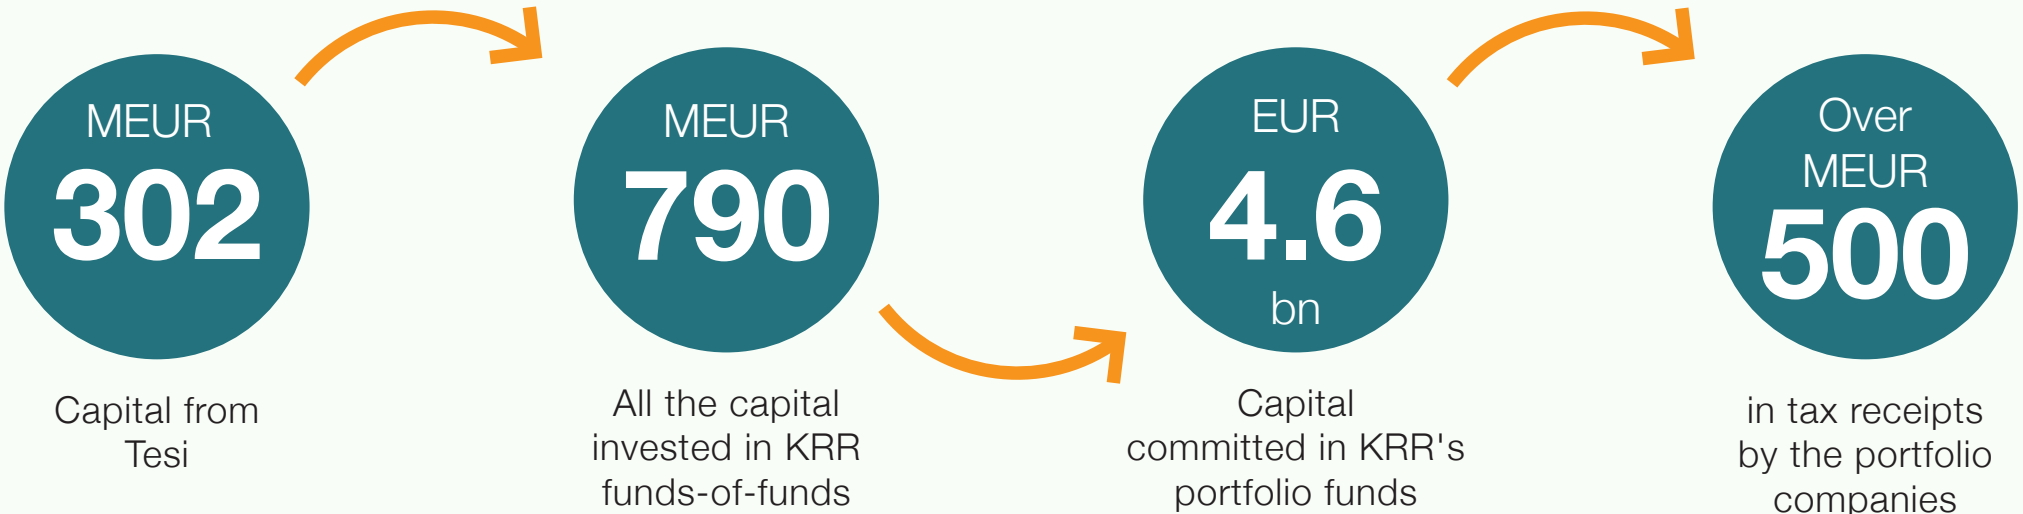 MEUR
302
Capital from
Tesi
MEUR
790
All the capital
invested in KRR
funds-of-funds
EUR
4.6
bn
Capital
committed in KRR's
portfolio funds
Over
MEUR
500
in tax receipts
by the portfolio
companies